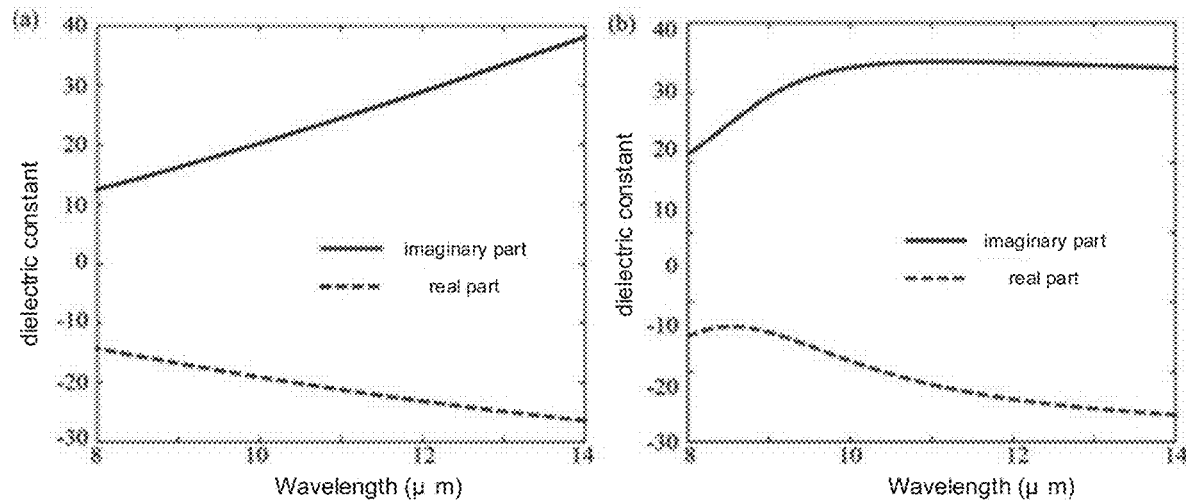 (a)
40
30
20
10
0
-10
-20
-30
dielectric constant
imaginary part
real part
8
10
12
14
Wavelength (μ m)
(b)
40
30
20
10
0
-10
-20
-30
dielectric constant
imaginary part
real part
8
10
12
14
Wavelength (μ m)